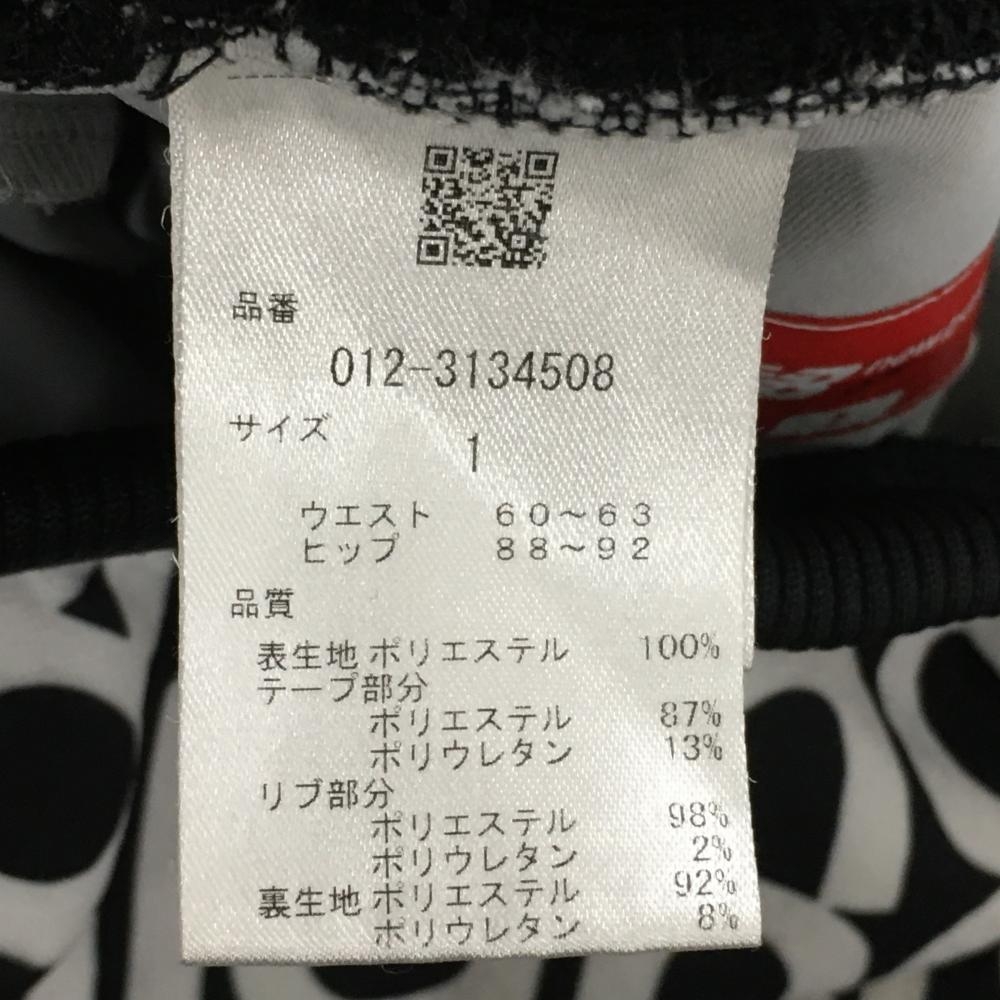 品番
012-3134508
サイズ
1
ウエスト 60～63
ヒップ 88～92
品質
表生地 ポリエステル 100%
テープ部分
ポリエステル 87%
ポリウレタン 13%
リブ部分
ポリエステル 98%
ポリウレタン 2%
裏生地 ポリエステル 92%
ポリウレタン 8%